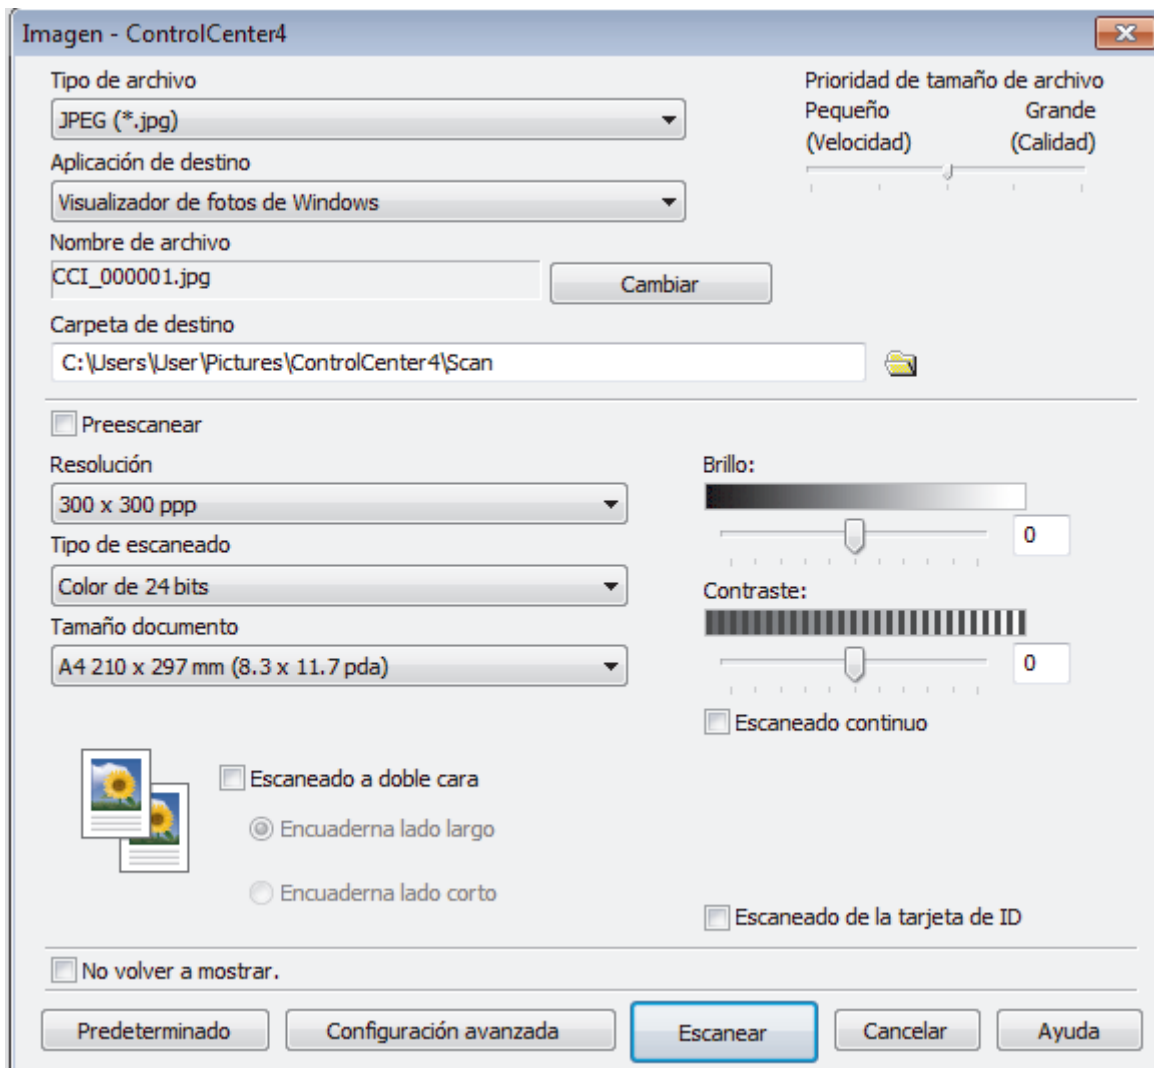 Imagen - ControlCenter4
Tipo de archivo
JPEG (*.jpg)
Aplicación de destino
Visualizador de fotos de Windows
Nombre de archivo
CCI_000001.jpg
Cambiar
Carpeta de destino
C:\Users\User\Pictures\ControlCenter4\Scan
Prioridad de tamaño de archivo
Pequeño Grande
(Velocidad) (Calidad)
Preescanear
Resolución
300 x 300 ppp
Tipo de escaneado
Color de 24 bits
Tamaño documento
A4 210 x 297 mm (8.3 x 11.7 pda)
Brillo:
0
Contraste:
0
Escaneado continuo
Escaneado a doble cara
Encuaderna lado largo
Encuaderna lado corto
Escaneado de la tarjeta de ID
No volver a mostrar.
Predeterminado Configuración avanzada Escanear Cancelar Ayuda